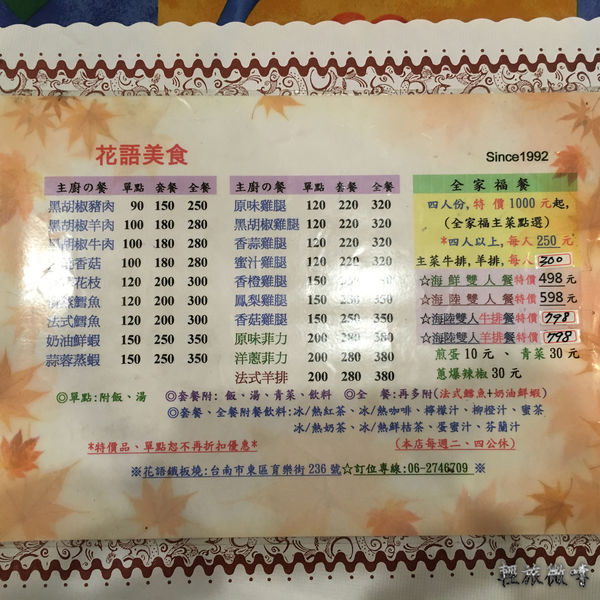 花語美食
Since1992
主廚の餐 單點 套餐 全餐
黑胡椒豬肉 90 150 250
黑胡椒羊肉 100 180 280
黑胡椒牛肉 100 180 280
香菇 100 180 280
花枝 120 200 300
鱈魚 120 200 300
法式鱈魚 120 200 300
奶油鮮蝦 150 250 350
蒜蓉蒸蝦 150 250 350
主廚の餐 單點 套餐 全餐
原味雞腿 120 220 320
黑胡椒雞腿 120 220 320
香蒜雞腿 120 220 320
蜜汁雞腿 120 220 320
香橙雞腿 150 350
鳳梨雞腿 150 350
香菇雞腿 150 350
原味菲力 200 380
洋蔥菲力 200 280 380
法式羊排 200 280 380
全家福餐
四人份,特價1000元起,
(全家福主菜點選)
*四人以上,每人250元
主菜牛排,羊排,每人300
☆海鮮雙人餐特價498元
☆海陸雙人餐特價598元
☆海陸雙人牛排餐特價798
☆海陸雙人羊排餐特價798
煎蛋10元、青菜30元
蔥爆辣椒30元
◎單點:附飯、湯 ◎套餐附:飯、湯、青菜、飲料 ◎全餐:再多附(法式鱈魚+奶油鮮蝦)
◎套餐、全餐附餐飲料:冰/熱紅茶、冰/熱咖啡、檸檬汁、柳橙汁、蜜茶
冰/熱奶茶、冰/熱鮮桔茶、蛋蜜汁、芬蘭汁
*特價品、單點恕不再折扣優惠*
(本店每週二、四公休)
※花語鐵板燒:台南市東區育樂街236號☆訂位專線:06-2746709※
輕旅微啫